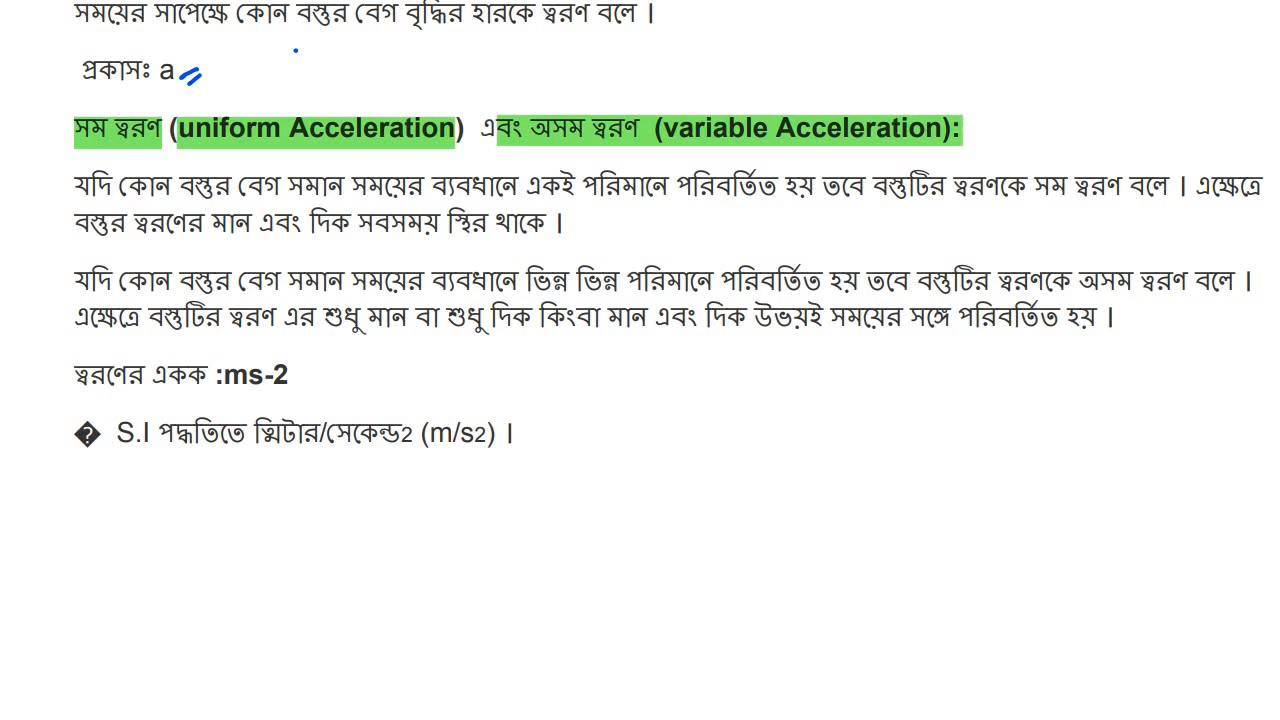 সময়ের সাপেক্ষে কোন বস্তুর বেগ বৃদ্ধির হারকে ত্বরণ বলে ।
প্রকাসঃ a
সম ত্বরণ (uniform Acceleration) এবং অসম ত্বরণ (variable Acceleration):
যদি কোন বস্তুর বেগ সমান সময়ের ব্যবধানে একই পরিমানে পরিবর্তিত হয় তবে বস্তুটির ত্বরণকে সম ত্বরণ বলে । এক্ষেত্রে
বস্তুর ত্বরণের মান এবং দিক সবসময় স্থির থাকে ।
যদি কোন বস্তুর বেগ সমান সময়ের ব্যবধানে ভিন্ন ভিন্ন পরিমানে পরিবর্তিত হয় তবে বস্তুটির ত্বরণকে অসম ত্বরণ বলে ।
এক্ষেত্রে বস্তুটির ত্বরণ এর শুধু মান বা শুধু দিক কিংবা মান এবং দিক উভয়ই সময়ের সঙ্গে পরিবর্তিত হয় ।
ত্বরণের একক :ms-2
� S.I পদ্ধতিতে ত্মিটার/সেকেন্ড2 (m/s2) ।